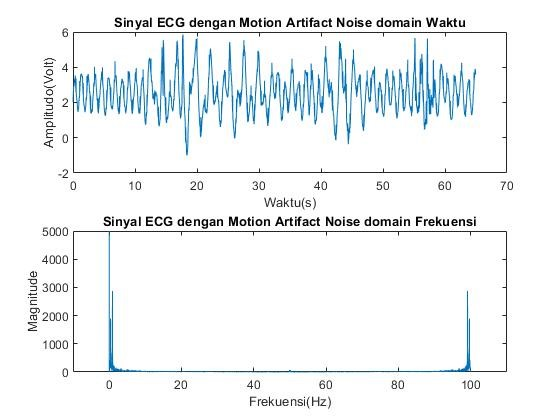 Sinyal ECG dengan Motion Artifact Noise domain Waktu
6
4
2
0
-2
Amplitudo(Volt)
0 10 20 30 40 50 60 70
Waktu(s)
Sinyal ECG dengan Motion Artifact Noise domain Frekuensi
5000
4000
3000
2000
1000
0
Magnitude
0 20 40 60 80 100
Frekuensi(Hz)